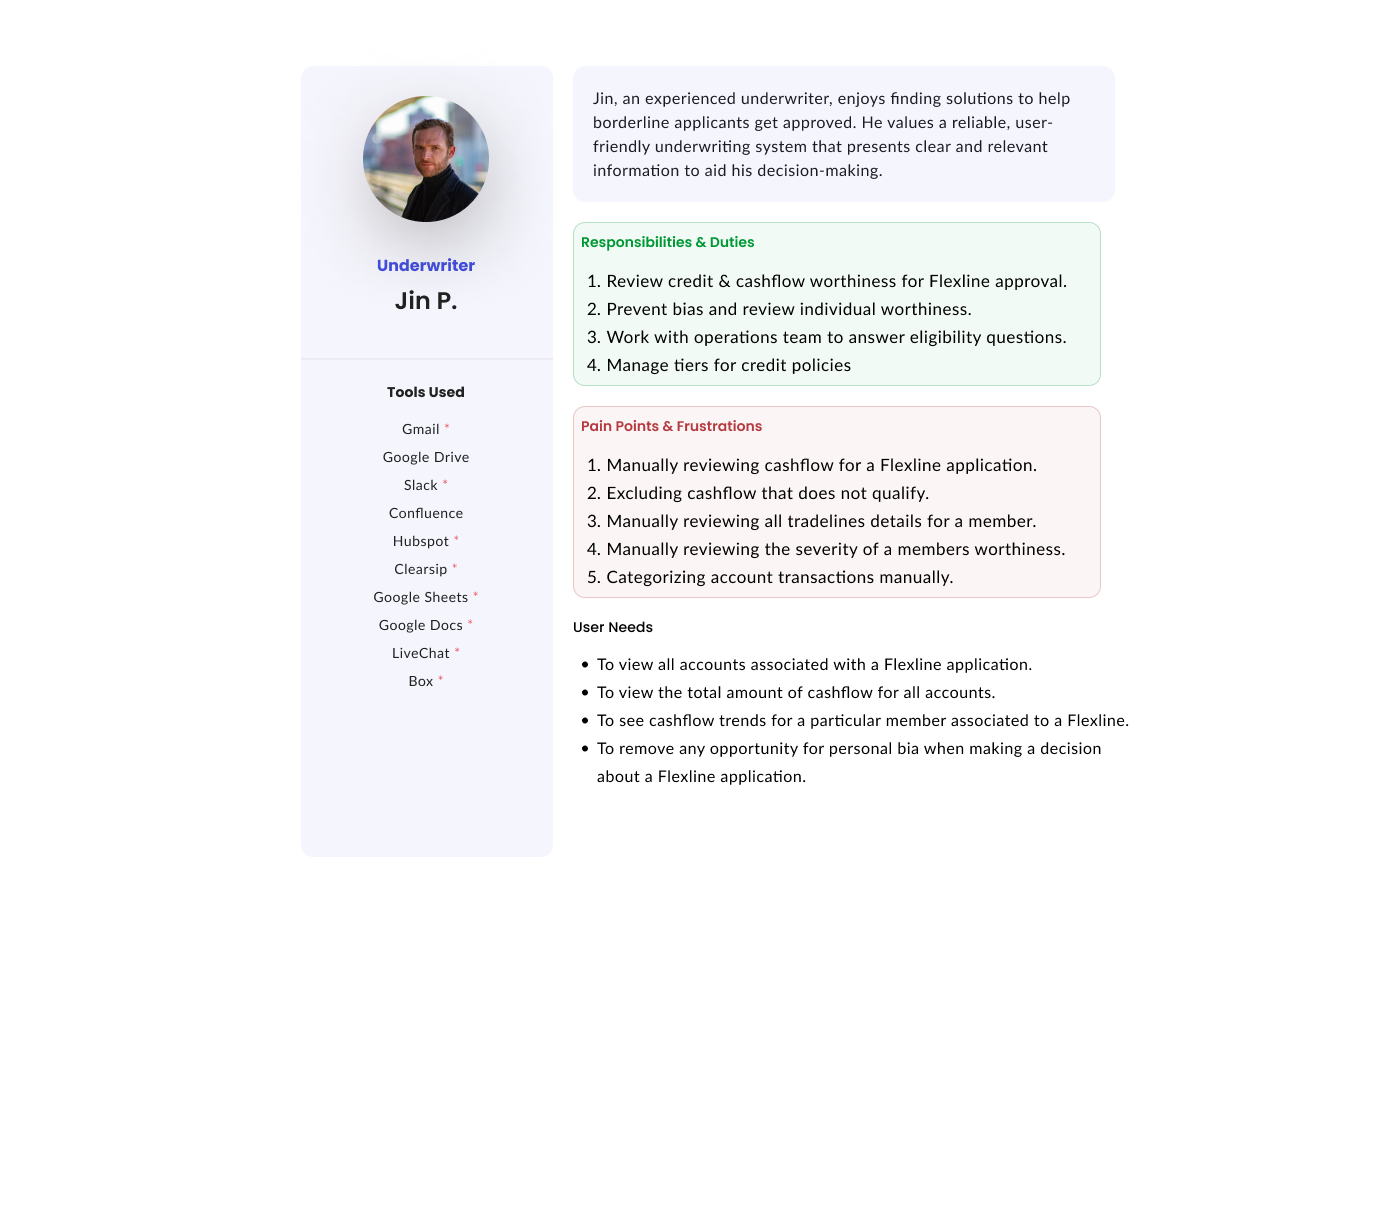 Underwriter
Jin P.
Tools Used
Gmail *
Google Drive
Slack *
Confluence
Hubspot *
Clearsip *
Google Sheets *
Google Docs *
LiveChat *
Box *
Jin, an experienced underwriter, enjoys finding solutions to help
borderline applicants get approved. He values a reliable, user-
friendly underwriting system that presents clear and relevant
information to aid his decision-making.
Responsibilities & Duties
1. Review credit & cashflow worthiness for Flexline approval.
2. Prevent bias and review individual worthiness.
3. Work with operations team to answer eligibility questions.
4. Manage tiers for credit policies
Pain Points & Frustrations
1. Manually reviewing cashflow for a Flexline application.
2. Excluding cashflow that does not qualify.
3. Manually reviewing all tradelines details for a member.
4. Manually reviewing the severity of a members worthiness.
5. Categorizing account transactions manually.
User Needs
• To view all accounts associated with a Flexline application.
• To view the total amount of cashflow for all accounts.
• To see cashflow trends for a particular member associated to a Flexline.
• To remove any opportunity for personal bia when making a decision
about a Flexline application.